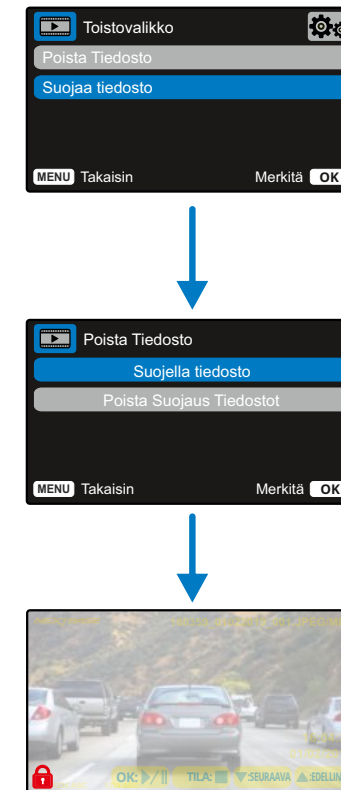 Toistovalikko
Poista Tiedosto
Suojaa tiedosto
MENU Takaisin Merkitä OK
Poista Tiedosto
Suojella tiedosto
Poista Suojaus Tiedostot
MENU Takaisin Merkitä OK
OK: TILA: :SEURAAVA :EDELLIN